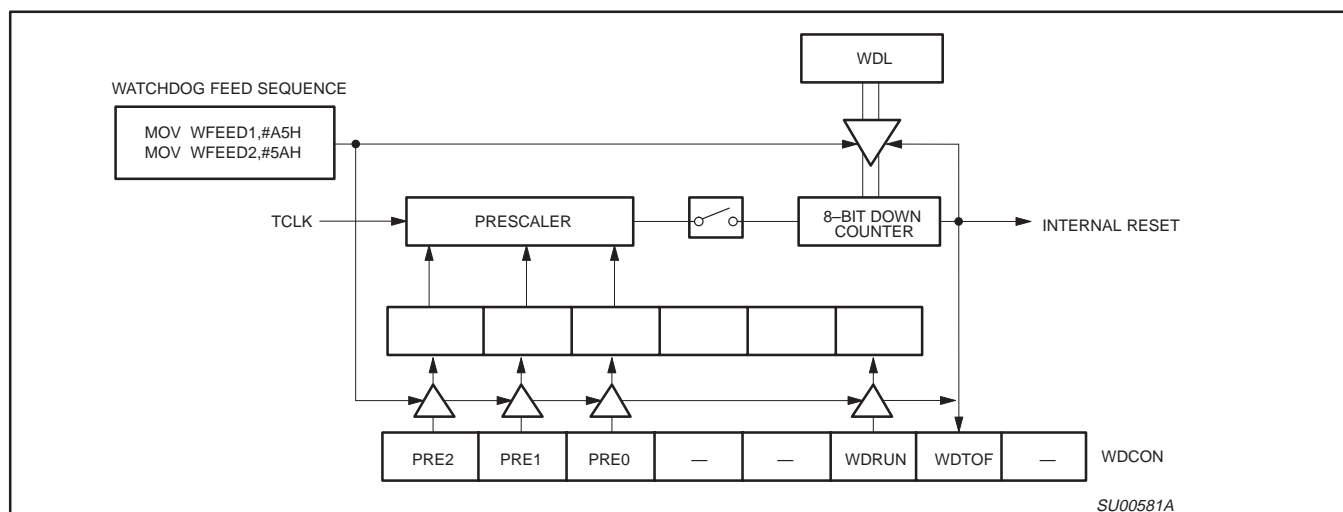 WDL
WATCHDOG FEED SEQUENCE
MOV WFEED1,#A5H
MOV WFEED2,#5AH
TCLK
PRESCALER
8–BIT DOWN
COUNTER
INTERNAL RESET
PRE2 PRE1 PRE0 — — WDRUN WDTOF — WDCON
SU00581A